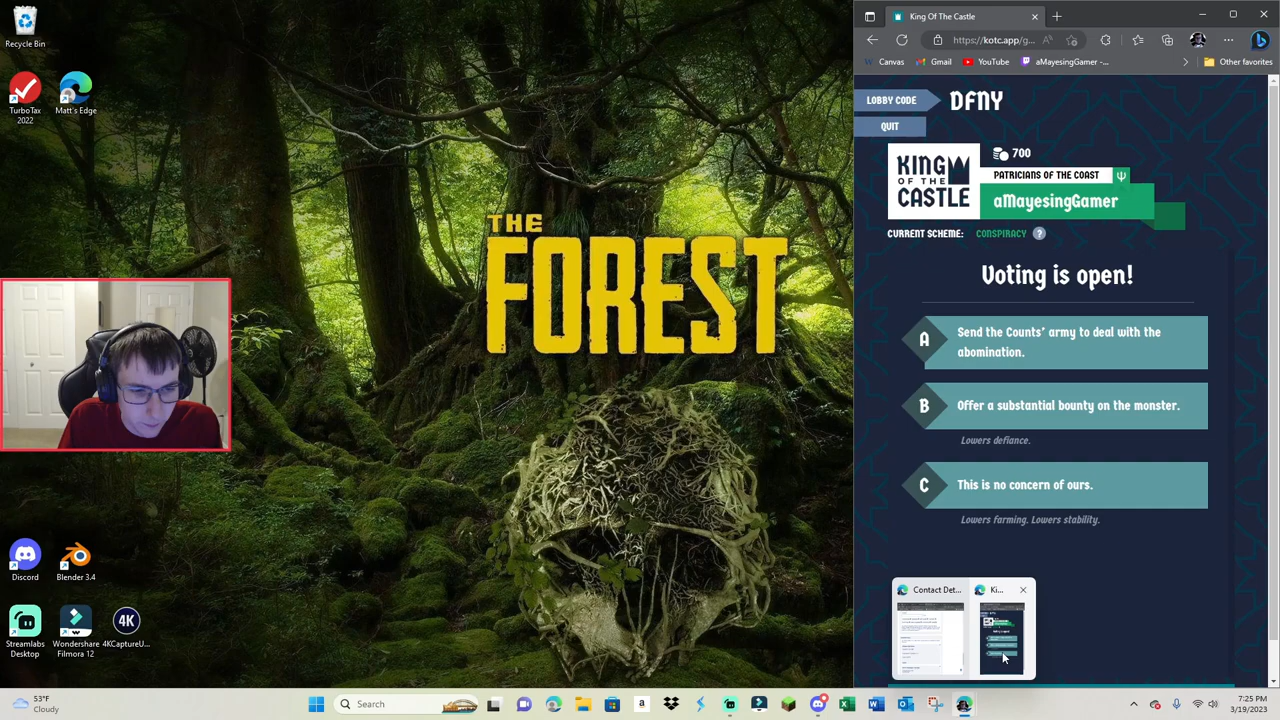 Recycle Bin
TurboTax
2022
Matt's Edge
Discord
Blender 3.4
Streamlabs
Desktop
Wondershare
Filmora 12
4K
4KCaptureU...
THE
FOREST
King Of The Castle
https://kotc.app/g...
Canvas
Gmail
YouTube
aMayesingGamer -...
Other favorites
LOBBY CODE
DFNY
QUIT
KING
OF THE
CASTLE
700
PATRICIANS OF THE COAST
aMayesingGamer
CURRENT SCHEME: CONSPIRACY ?
Voting is open!
A
Send the Counts' army to deal with the
abomination.
B
Offer a substantial bounty on the monster.
Lowers defiance.
C
This is no concern of ours.
Lowers farming. Lowers stability.
Contact Det...
Ki...
Search
53°F
Cloudy
7:25 PM
3/19/2023